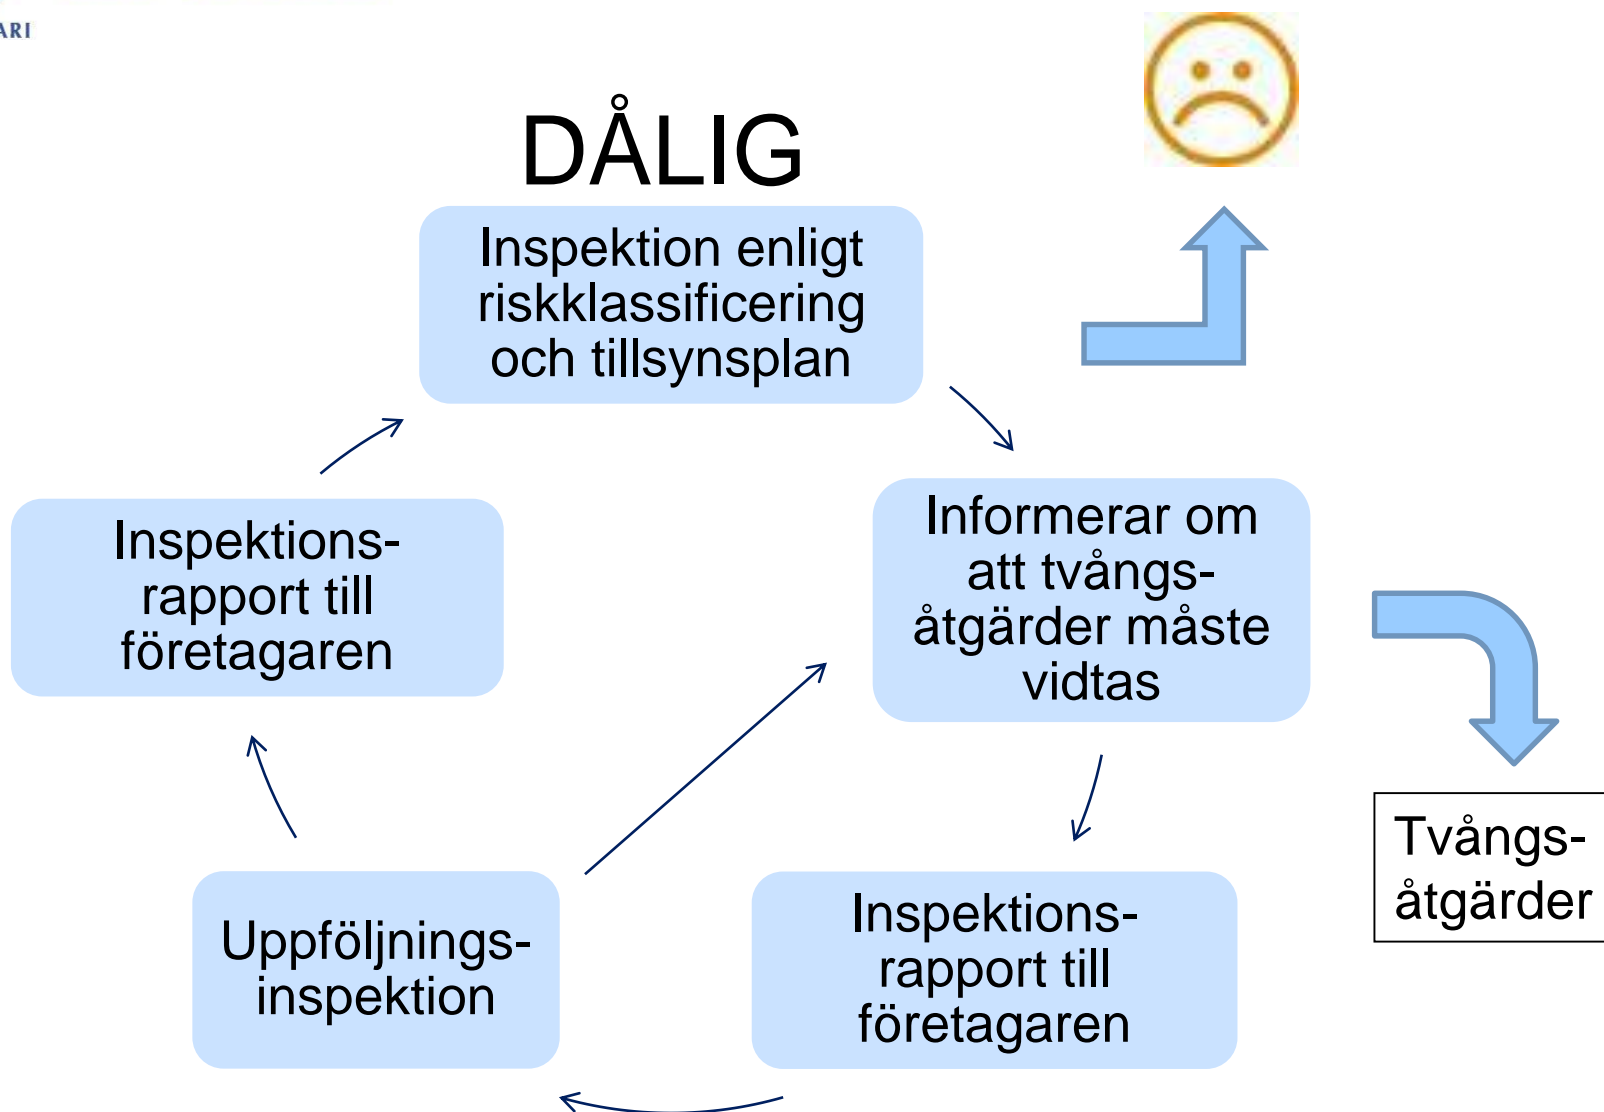 ARI
DÅLIG
Inspektion enligt
riskklassificering
och tillsynsplan
Inspektions-
rapport till
företagaren
Informerar om
att tvångs-
åtgärder måste
vidtas
Tvångs-
åtgärder
Uppföljnings-
inspektion
Inspektions-
rapport till
företagaren